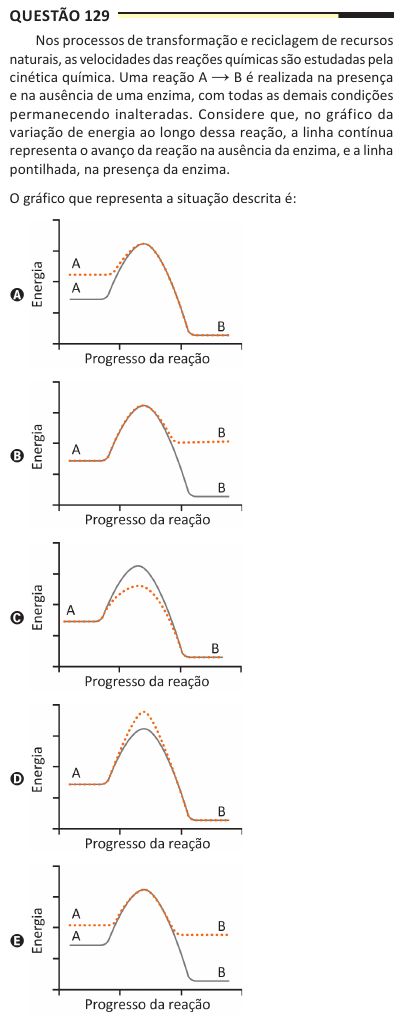 QUESTÃO 129
Nos processos de transformação e reciclagem de recursos
naturais, as velocidades das reações químicas são estudadas pela
cinética química. Uma reação A → B é realizada na presença
e na ausência de uma enzima, com todas as demais condições
permanecendo inalteradas. Considere que, no gráfico da
variação de energia ao longo dessa reação, a linha contínua
representa o avanço da reação na ausência da enzima, e a linha
pontilhada, na presença da enzima.
O gráfico que representa a situação descrita é:
A
Energia
A
A
B
Progresso da reação
B
Energia
A
B
B
Progresso da reação
C
Energia
A
B
Progresso da reação
D
Energia
A
B
Progresso da reação
E
Energia
A
A
B
B
Progresso da reação